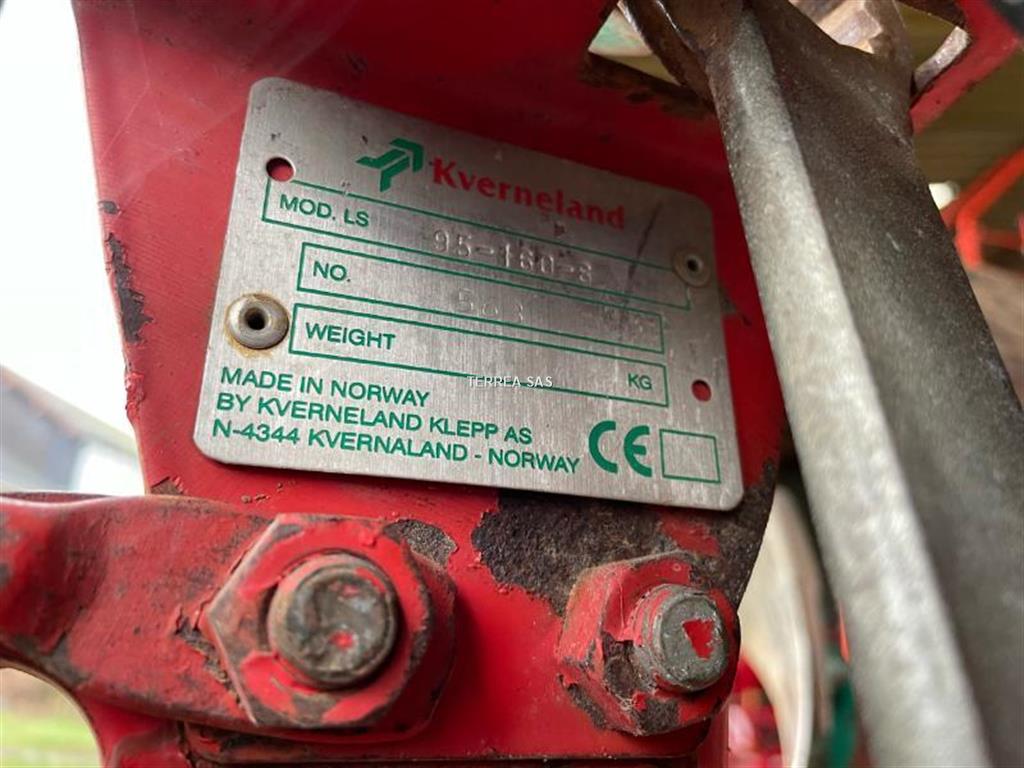 Kverneland
MOD. LS 95-160-8
NO.
WEIGHT KG
TERREA SAS
MADE IN NORWAY
BY KVERNELAND KLEPP AS
N-4344 KVERNALAND - NORWAY
CE